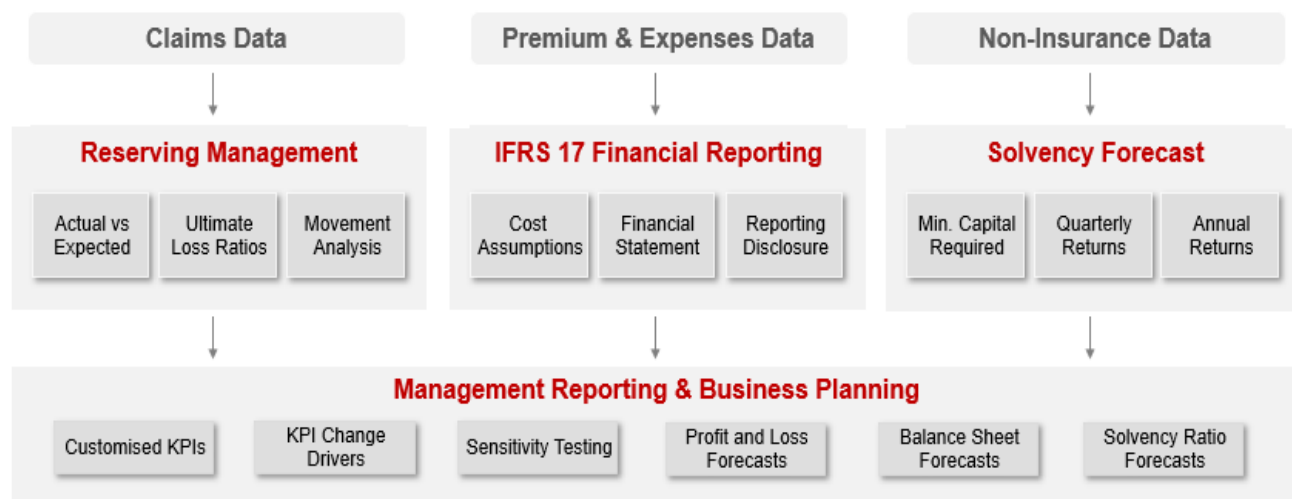 Claims Data
Premium & Expenses Data
Non-Insurance Data
Reserving Management
IFRS 17 Financial Reporting
Solvency Forecast
Actual vs
Expected
Ultimate
Loss Ratios
Movement
Analysis
Cost
Assumptions
Financial
Statement
Reporting
Disclosure
Min. Capital
Required
Quarterly
Returns
Annual
Returns
Management Reporting & Business Planning
Customised KPIs
KPI Change
Drivers
Sensitivity Testing
Profit and Loss
Forecasts
Balance Sheet
Forecasts
Solvency Ratio
Forecasts